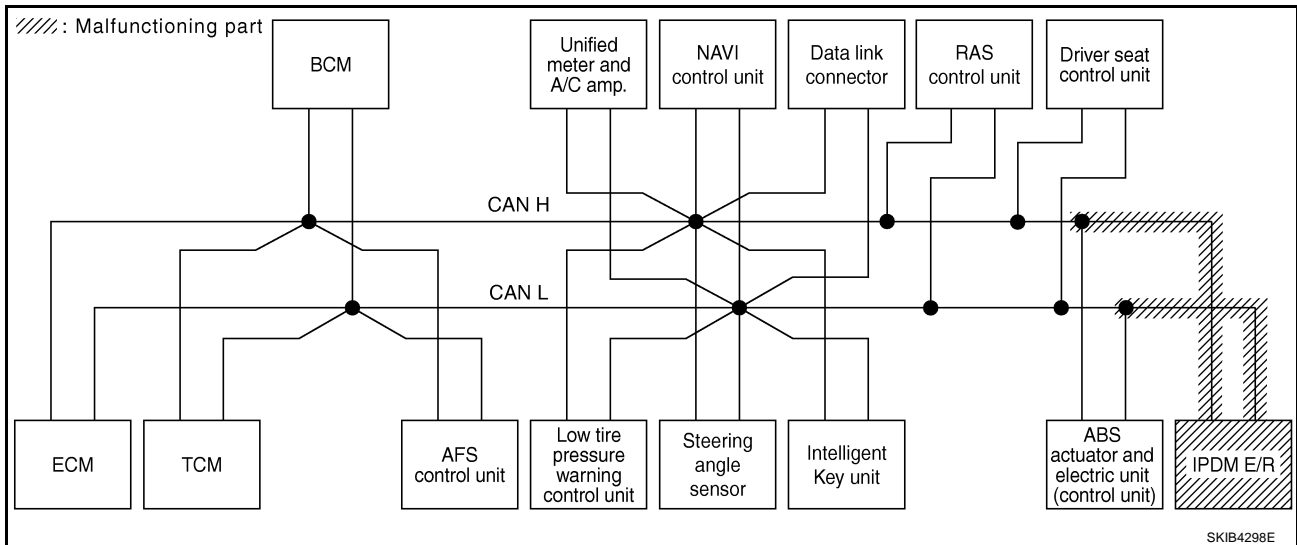 : Malfunctioning part
BCM
Unified
meter and
A/C amp.
NAVI
control unit
Data link
connector
RAS
control unit
Driver seat
control unit
CAN H
CAN L
ECM
TCM
AFS
control unit
Low tire
pressure
warning
control unit
Steering
angle
sensor
Intelligent
Key unit
ABS
actuator and
electric unit
(control unit)
IPDM E/R
SKIB4298E